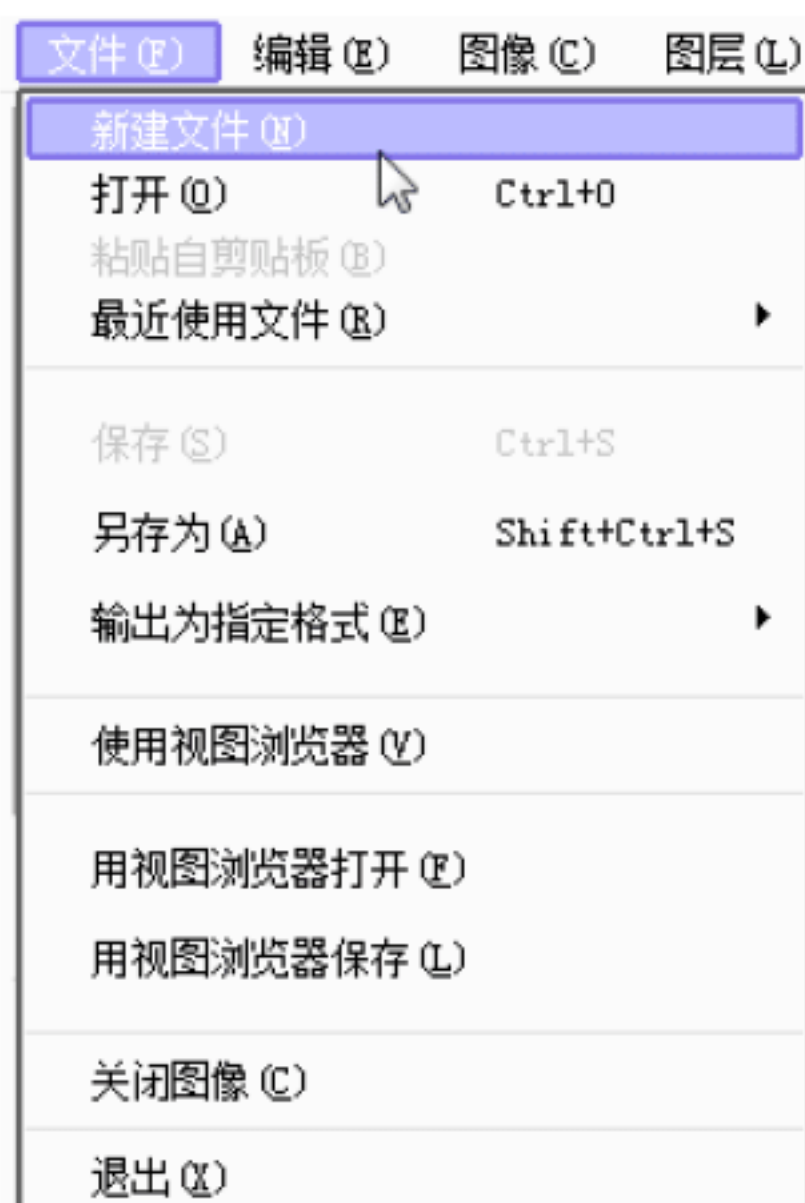 文件(F) 编辑(E) 图像(C) 图层(L)
新建文件(N)
打开(O) Ctrl+O
粘贴自剪贴板(B)
最近使用文件(R)
保存(S) Ctrl+S
另存为(A) Shift+Ctrl+S
输出为指定格式(E)
使用视图浏览器(V)
用视图浏览器打开(F)
用视图浏览器保存(L)
关闭图像(C)
退出(X)